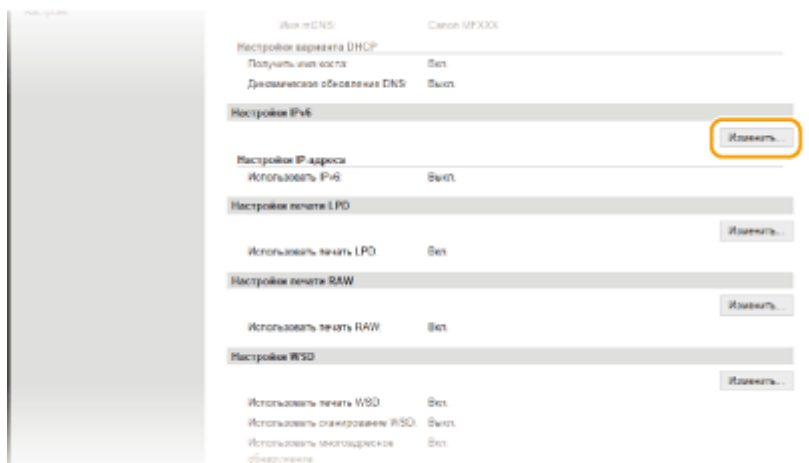 Имя mDNS: Canon MFXXX
Настройки варианта DHCP
Получить имя хоста: Вкл.
Динамическое обновление DNS: Выкл.
Настройки IPv6
Изменить...
Настройки IP-адреса
Использовать IPv6: Выкл.
Настройки печати LPD
Изменить...
Использовать печать LPD: Вкл.
Настройки печати RAW
Изменить...
Использовать печать RAW: Вкл.
Настройки WSD
Изменить...
Использовать печать WSD: Вкл.
Использовать сканирование WSD: Выкл.
Использовать многоадресное Вкл.
обнаружение: